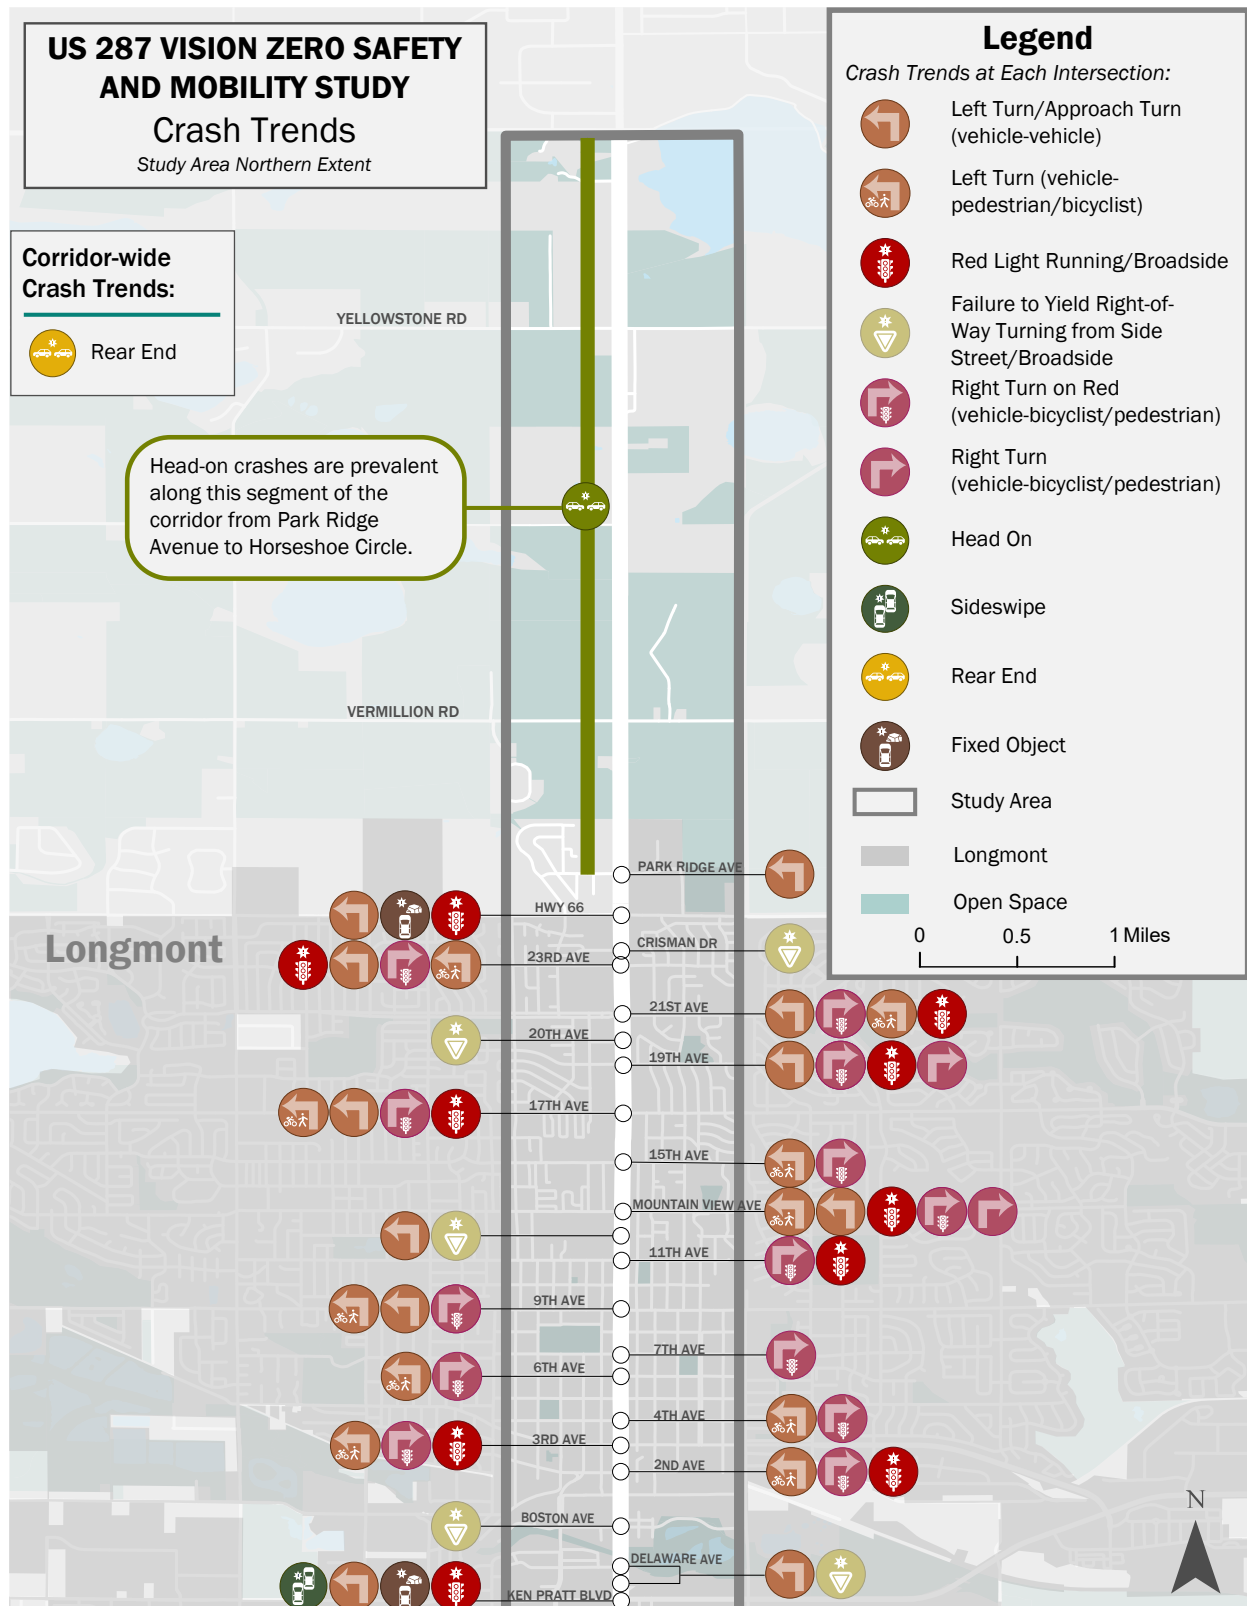 US 287 VISION ZERO SAFETY
AND MOBILITY STUDY
Crash Trends
Study Area Northern Extent
Corridor-wide
Crash Trends:
Rear End
Head-on crashes are prevalent
along this segment of the
corridor from Park Ridge
Avenue to Horseshoe Circle.
Legend
Crash Trends at Each Intersection:
Left Turn/Approach Turn
(vehicle-vehicle)
Left Turn (vehicle-
pedestrian/bicyclist)
Red Light Running/Broadside
Failure to Yield Right-of-
Way Turning from Side
Street/Broadside
Right Turn on Red
(vehicle-bicyclist/pedestrian)
Right Turn
(vehicle-bicyclist/pedestrian)
Head On
Sideswipe
Rear End
Fixed Object
Study Area
Longmont
Open Space
0 0.5 1 Miles
YELLOWSTONE RD
VERMILLION RD
PARK RIDGE AVE
HWY 66
Longmont
CRISMAN DR
23RD AVE
21ST AVE
20TH AVE
19TH AVE
17TH AVE
15TH AVE
MOUNTAIN VIEW AVE
11TH AVE
9TH AVE
7TH AVE
6TH AVE
4TH AVE
3RD AVE
2ND AVE
BOSTON AVE
DELAWARE AVE
KEN PRATT BLVD
N